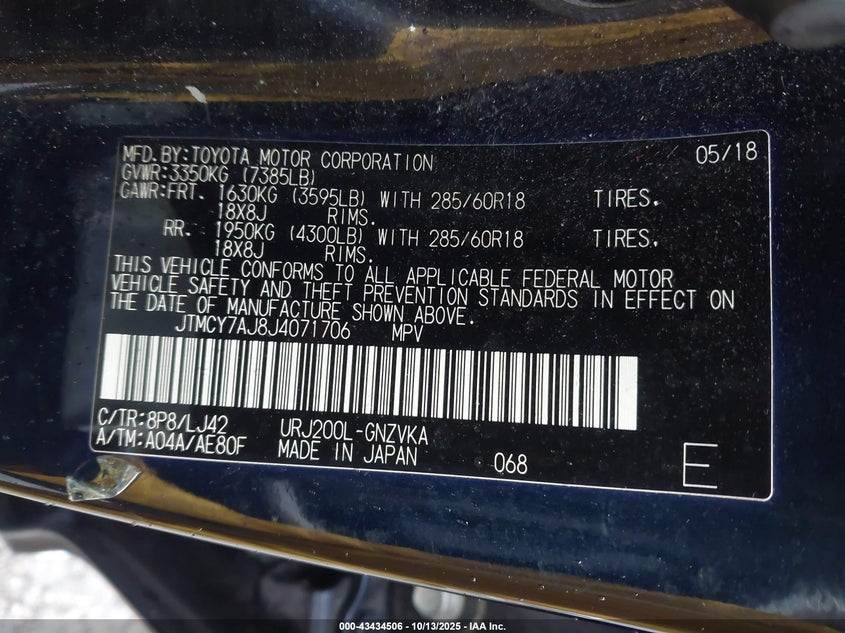 MFD.BY:TOYOTA MOTOR CORPORATION 05/18
GVWR:3350KG (7385LB)
GAWR:FRT. 1630KG (3595LB) WITH 285/60R18 TIRES.
18X8J RIMS.
RR. 1950KG (4300LB) WITH 285/60R18 TIRES.
18X8J RIMS.
THIS VEHICLE CONFORMS TO ALL APPLICABLE FEDERAL MOTOR
VEHICLE SAFETY AND THEFT PREVENTION STANDARDS IN EFFECT ON
THE DATE OF MANUFACTURE SHOWN ABOVE.
JTMCY7AJ8J4071706 MPV
C/TR:8P8/LJ42 URJ200L-GNZVKA
A/TM:A04A/AE80F MADE IN JAPAN 068 E
000-43434506 - 10/13/2025 - IAA Inc.